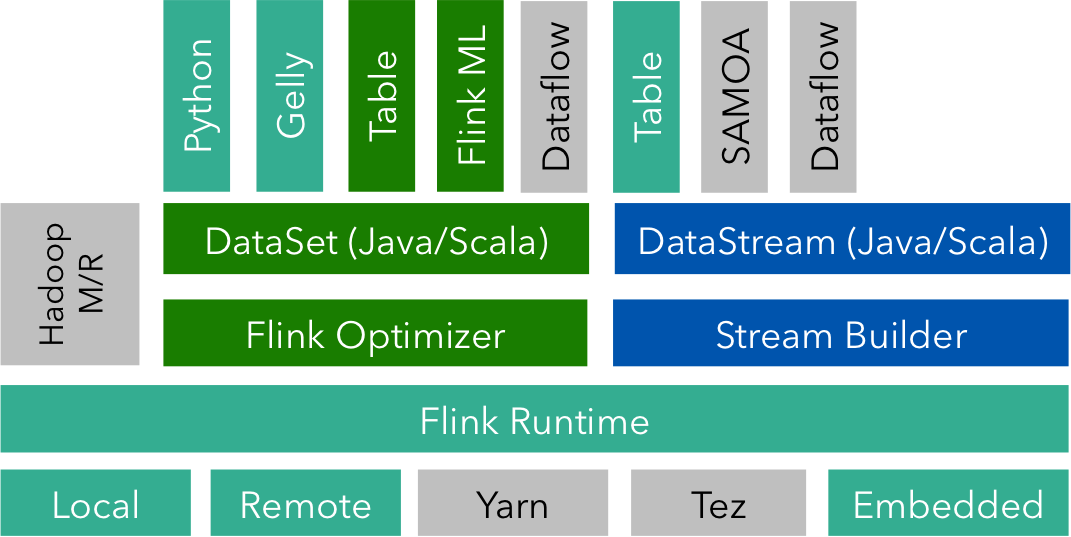 Python
Gelly
Table
Flink ML
Dataflow
Table
SAMOA
Dataflow
Hadoop
M/R
DataSet (Java/Scala)
DataStream (Java/Scala)
Flink Optimizer
Stream Builder
Flink Runtime
Local
Remote
Yarn
Tez
Embedded